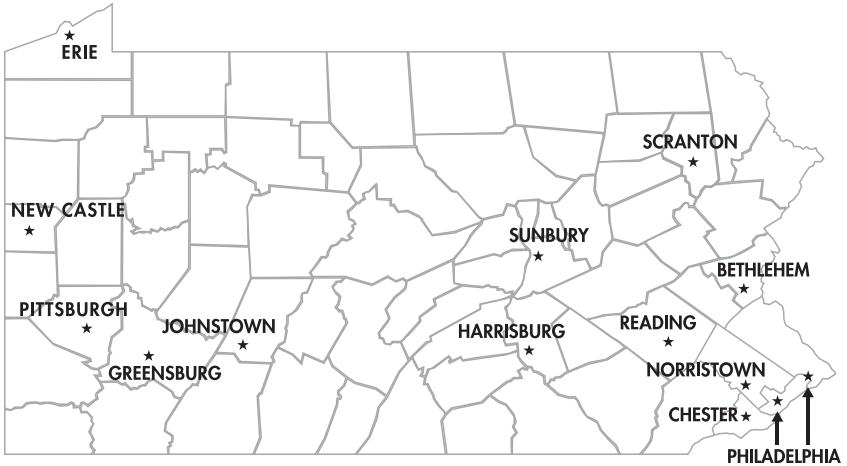 ERIE
SCRANTON
NEW CASTLE
SUNBURY
BETHLEHEM
PITTSBURGH
JOHNSTOWN
HARRISBURG
READING
GREENSBURG
NORRISTOWN
CHESTER
PHILADELPHIA